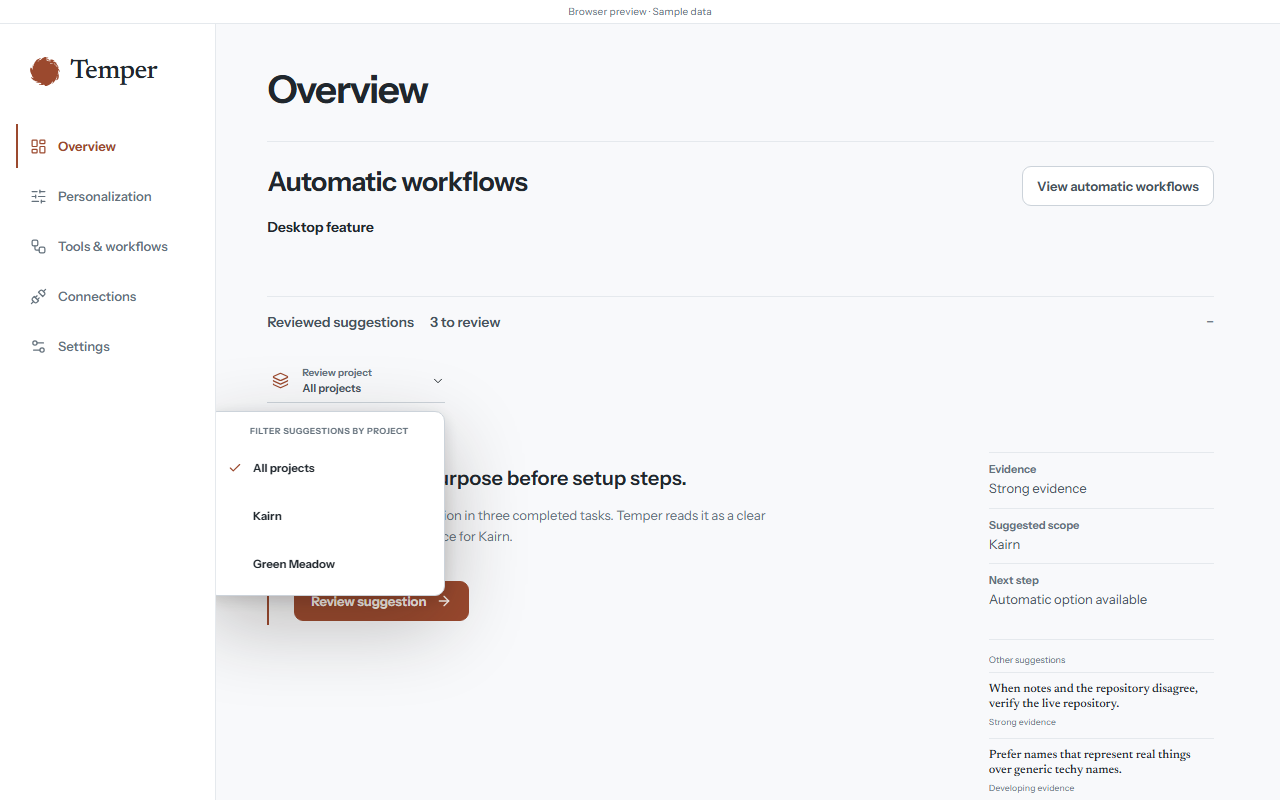 Browser preview · Sample data
Temper
Overview
Personalization
Tools & workflows
Connections
Settings
Overview
Automatic workflows
View automatic workflows
Desktop feature
Reviewed suggestions 3 to review
Review project
All projects
FILTER SUGGESTIONS BY PROJECT
All projects
Kairn
Green Meadow
before setup steps.
in three completed tasks. Temper reads it as a clear
for Kairn.
Review suggestion
Evidence
Strong evidence
Suggested scope
Kairn
Next step
Automatic option available
Other suggestions
When notes and the repository disagree,
verify the live repository.
Strong evidence
Prefer names that represent real things
over generic techy names.
Developing evidence